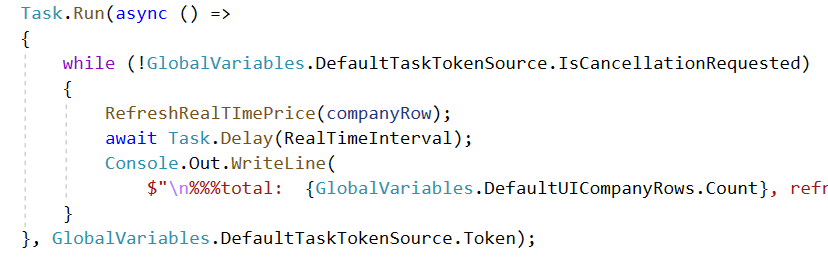 Task.Run(async () =>
{
while (!GlobalVariables.DefaultTaskTokenSource.IsCancellationRequested)
{
RefreshRealTImePrice(companyRow);
await Task.Delay(RealTimeInterval);
Console.Out.WriteLine(
$"\n%%%total:  {GlobalVariables.DefaultUICompanyRows.Count}, refr
}
}, GlobalVariables.DefaultTaskTokenSource.Token);